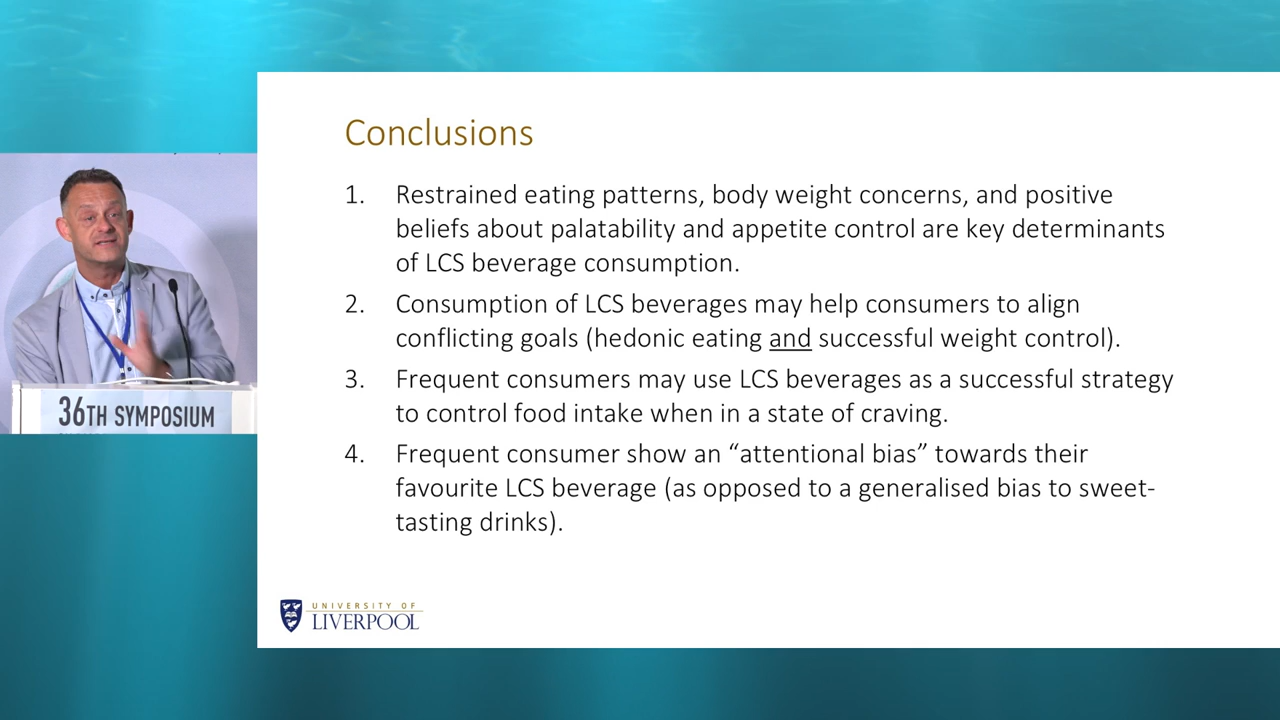 Conclusions
1. Restrained eating patterns, body weight concerns, and positive
beliefs about palatability and appetite control are key determinants
of LCS beverage consumption.
2. Consumption of LCS beverages may help consumers to align
conflicting goals (hedonic eating and successful weight control).
3. Frequent consumers may use LCS beverages as a successful strategy
to control food intake when in a state of craving.
4. Frequent consumer show an “attentional bias” towards their
favourite LCS beverage (as opposed to a generalised bias to sweet-
tasting drinks).
36TH SYMPOSIUM
UNIVERSITY OF
LIVERPOOL